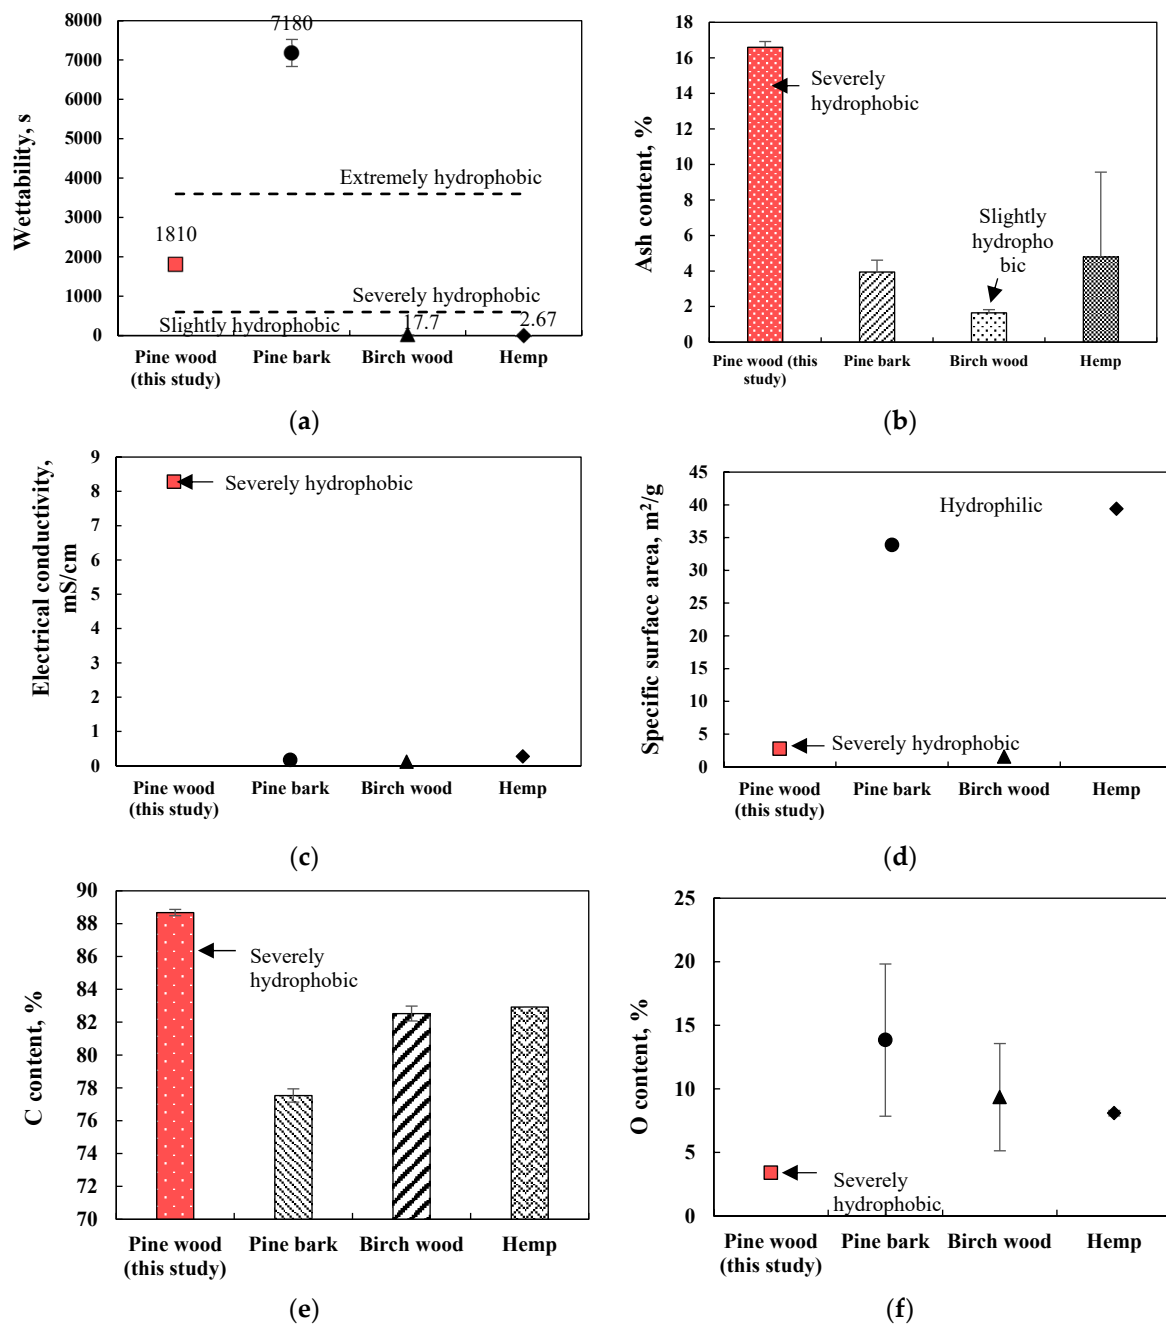 8000
7000
6000
5000
4000
3000
2000
1000
0
Wettability, s
7180
Extremely hydrophobic
1810
Severely hydrophobic
Slightly hydrophobic
17.7
2.67
Pine wood
(this study)
Pine bark
Birch wood
Hemp
(a)
18
16
14
12
10
8
6
4
2
0
Ash content, %
Severely
hydrophobic
Slightly
hydropho
bic
Pine wood (this
study)
Pine bark
Birch wood
Hemp
(b)
9
8
7
6
5
4
3
2
1
0
Electrical conductivity,
mS/cm
Severely hydrophobic
Pine wood
(this study)
Pine bark
Birch wood
Hemp
(c)
45
40
35
30
25
20
15
10
5
0
Specific surface area, m²/g
Hydrophilic
Severely hydrophobic
Pine wood
(this study)
Pine bark
Birch wood
Hemp
(d)
90
88
86
84
82
80
78
76
74
72
70
C content, %
Severely
hydrophobic
Pine wood
(this study)
Pine bark
Birch wood
Hemp
(e)
25
20
15
10
5
0
O content, %
Severely
hydrophobic
Pine wood
(this study)
Pine bark
Birch wood
Hemp
(f)